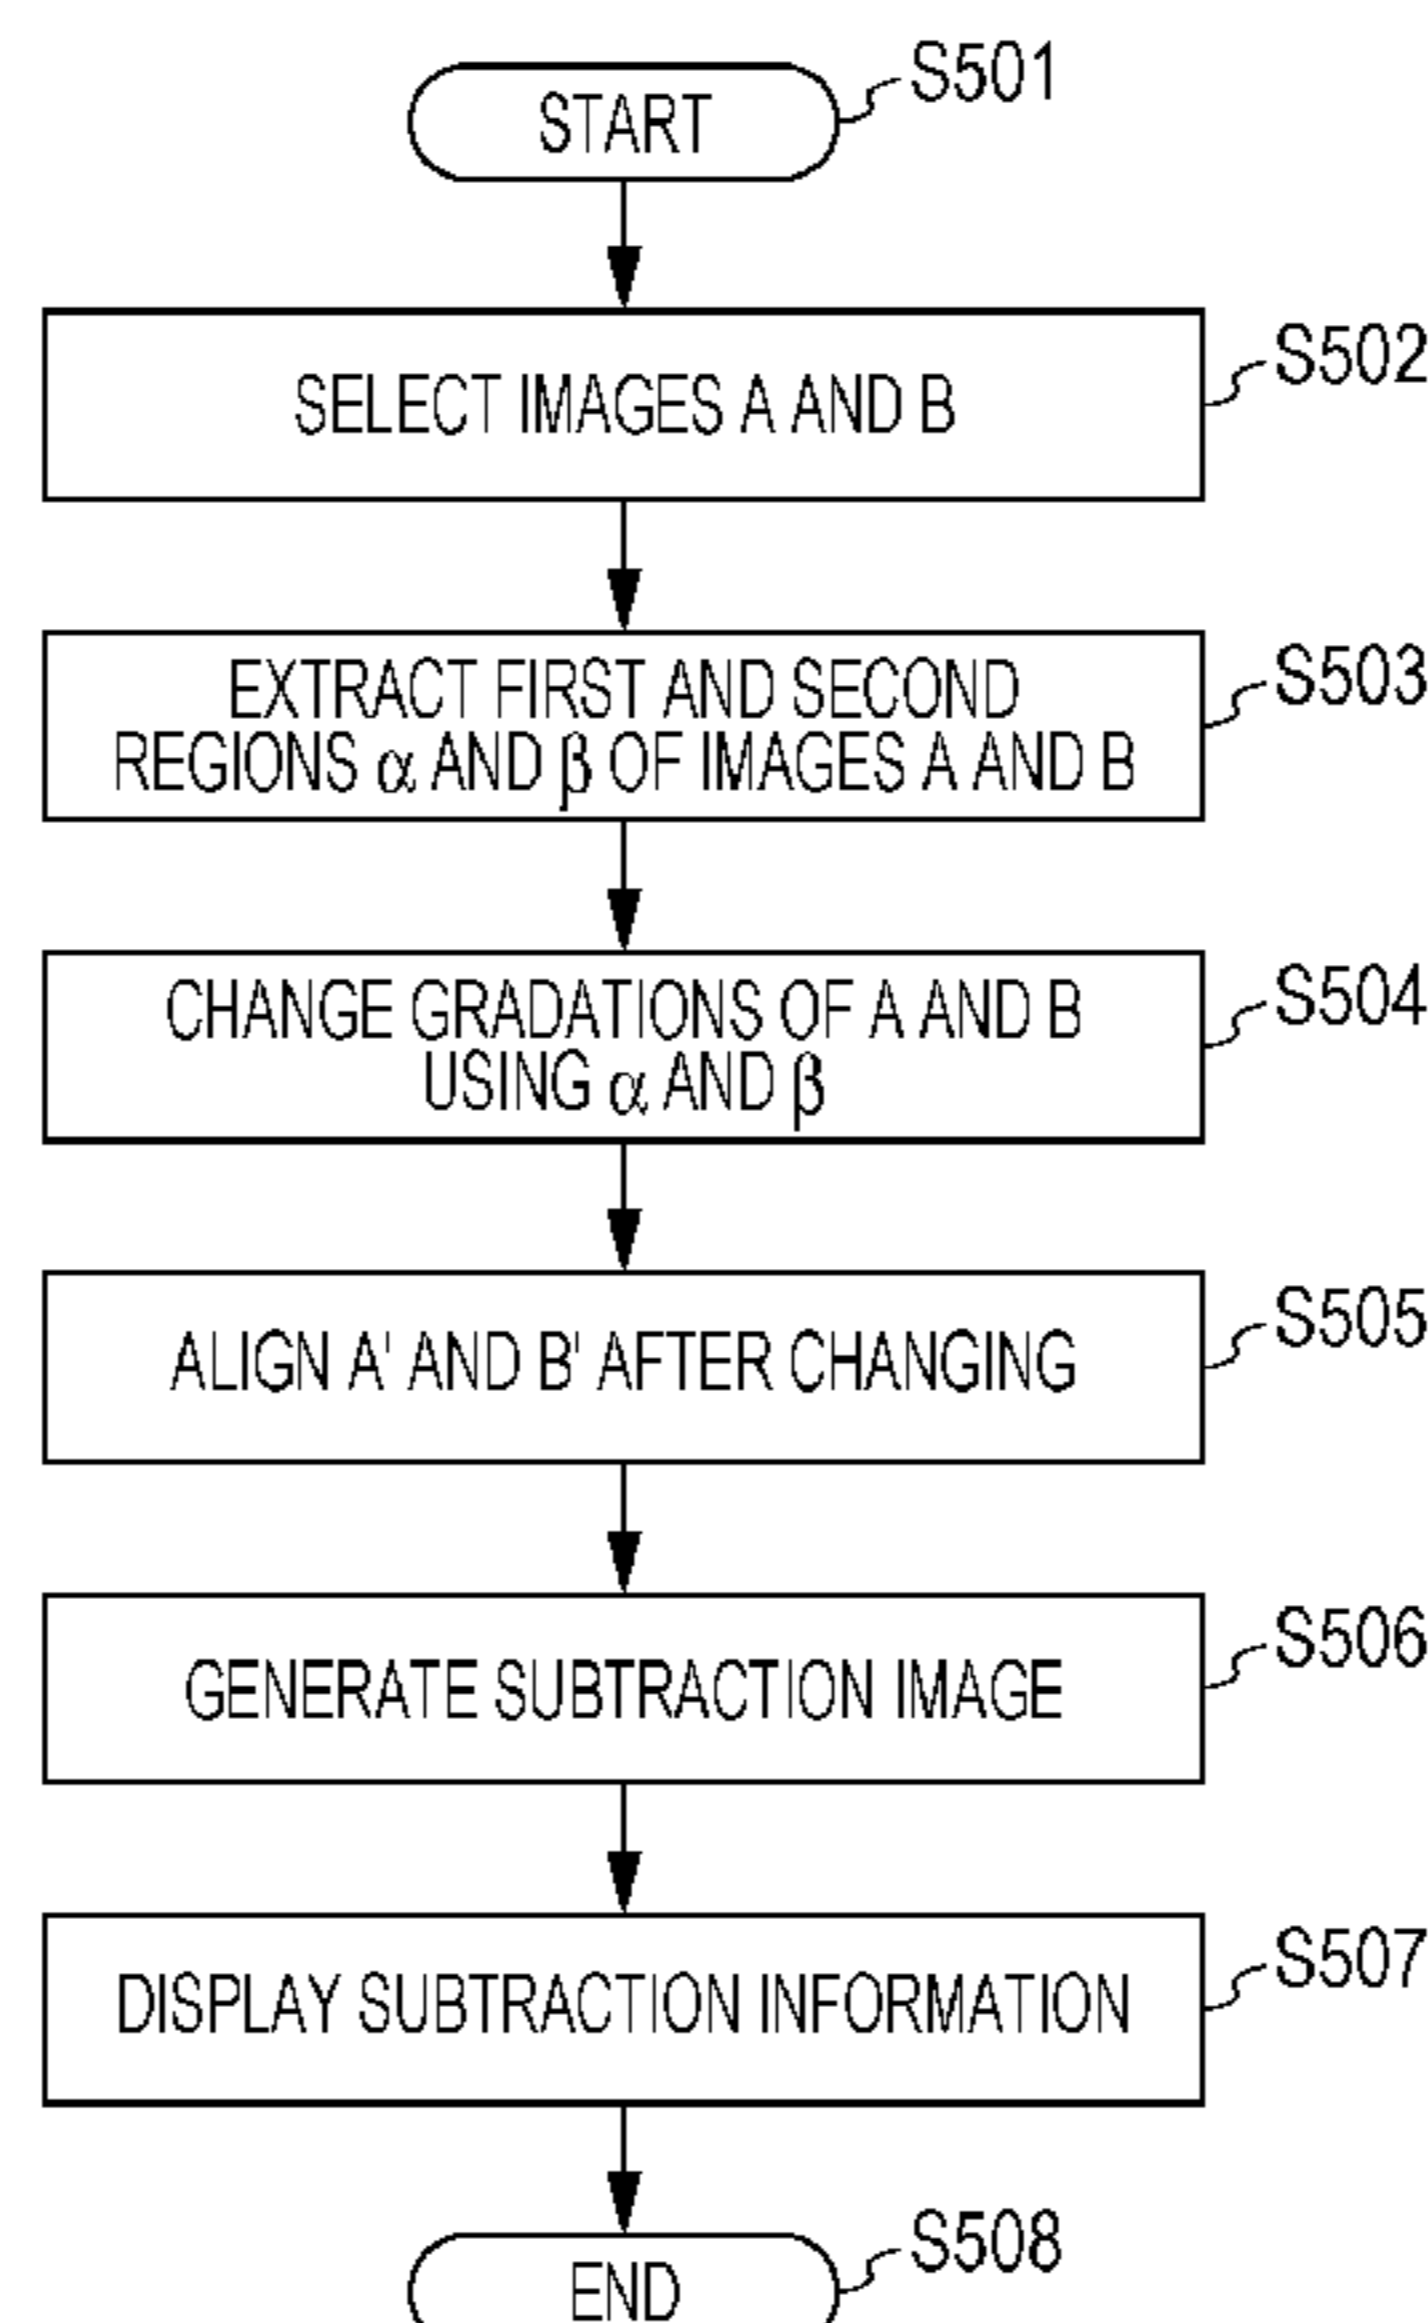 START
S501
SELECT IMAGES A AND B
S502
EXTRACT FIRST AND SECOND
REGIONS α AND β OF IMAGES A AND B
S503
CHANGE GRADATIONS OF A AND B
USING α AND β
S504
ALIGN A' AND B' AFTER CHANGING
S505
GENERATE SUBTRACTION IMAGE
S506
DISPLAY SUBTRACTION INFORMATION
S507
END
S508